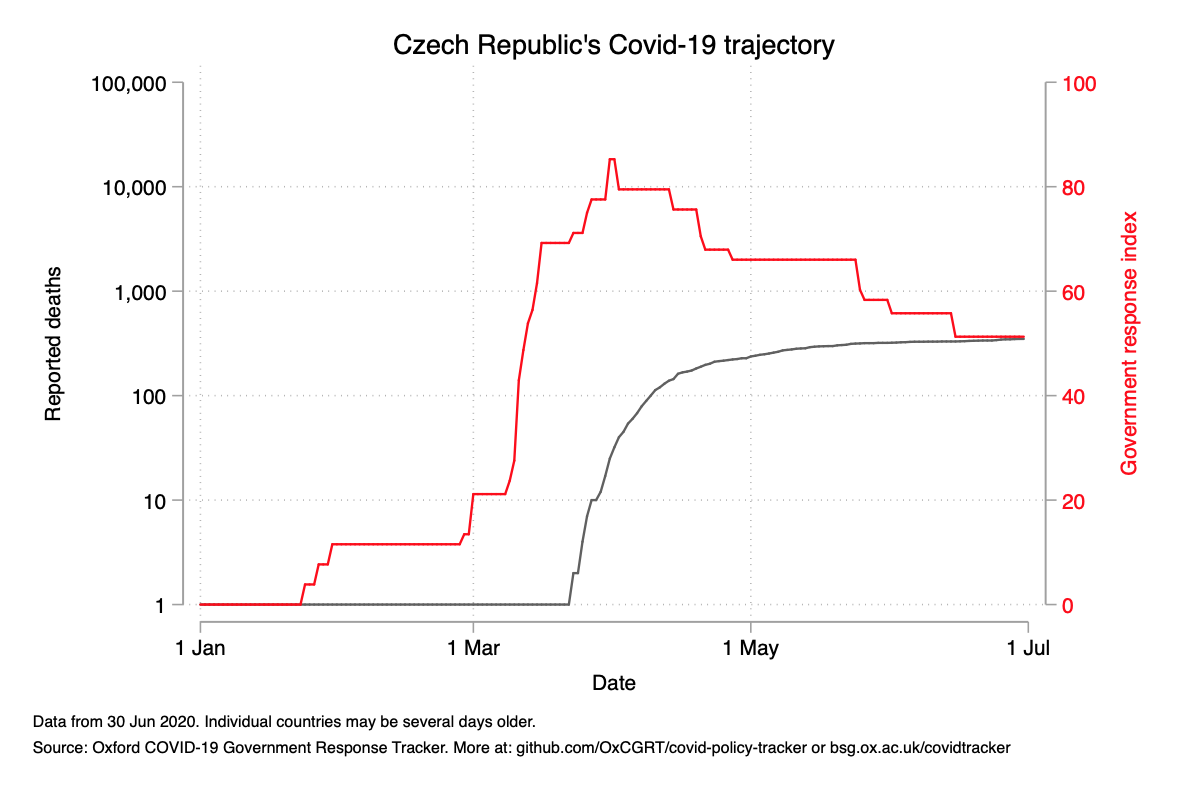 Czech Republic's Covid-19 trajectory
100,000
10,000
1,000
100
10
1
Reported deaths
100
80
60
40
20
0
Government response index
1 Jan
1 Mar
1 May
1 Jul
Date
Data from 30 Jun 2020. Individual countries may be several days older.
Source: Oxford COVID-19 Government Response Tracker. More at: github.com/OxCGRT/covid-policy-tracker or bsg.ox.ac.uk/covidtracker